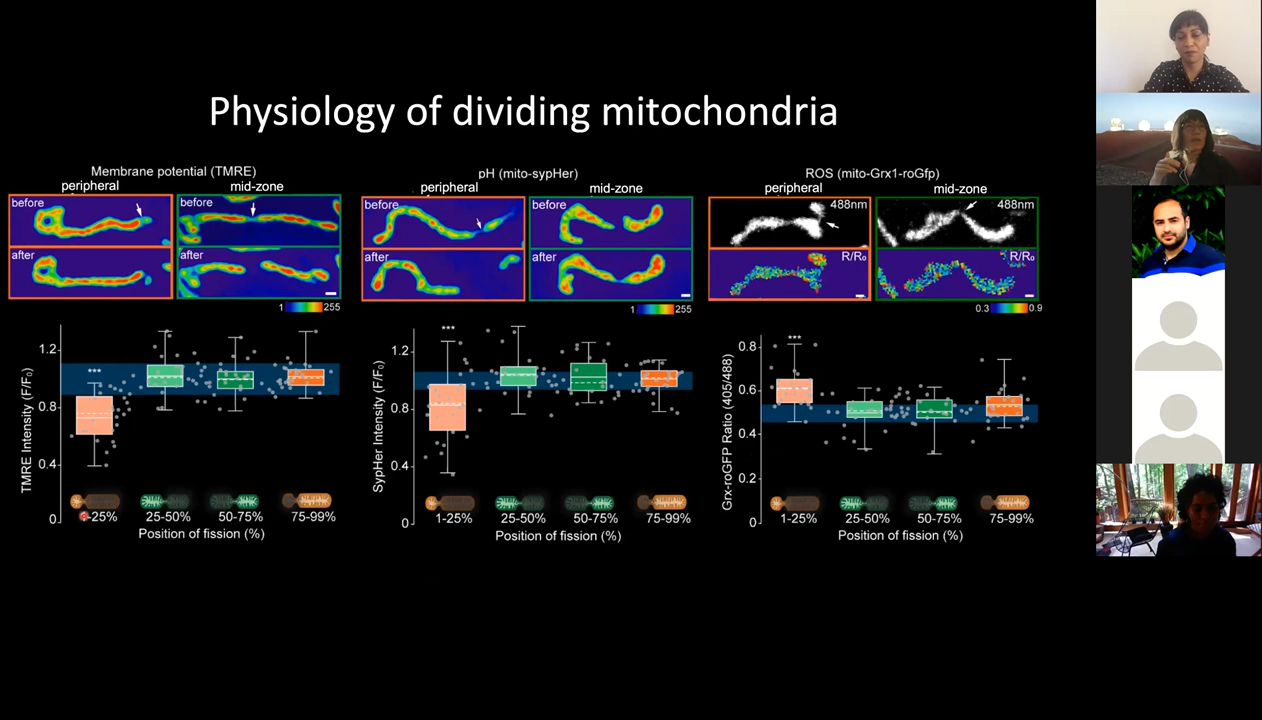 Physiology of dividing mitochondria
Membrane potential (TMRE)
peripheral
mid-zone
before
before
after
after
1
255
TMRE Intensity (F/F₀)
1.2
0.8
0.4
0
***
-25%
25-50%
50-75%
75-99%
Position of fission (%)
pH (mito-sypHer)
peripheral
mid-zone
before
before
after
after
1
255
SypHer Intensity (F/F₀)
1.2
0.8
0.4
0
***
1-25%
25-50%
50-75%
75-99%
Position of fission (%)
ROS (mito-Grx1-roGfp)
peripheral
mid-zone
488nm
488nm
R/R₀
R/R₀
0.3
0.9
Grx-roGFP Ratio (405/488)
0.8
0.6
0.4
0.2
0
***
1-25%
25-50%
50-75%
75-99%
Position of fission (%)